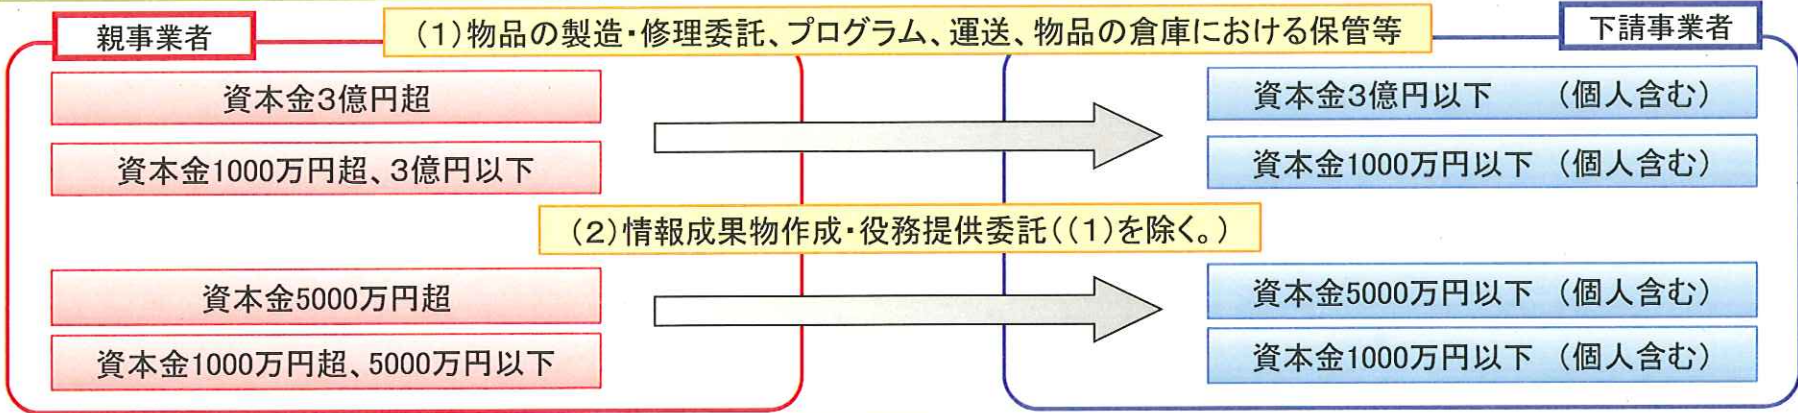 親事業者
(1)物品の製造・修理委託、プログラム、運送、物品の倉庫における保管等
下請事業者
資本金3億円超
資本金3億円以下 (個人含む)
資本金1000万円超、3億円以下
資本金1000万円以下 (個人含む)
(2)情報成果物作成・役務提供委託((1)を除く。)
資本金5000万円超
資本金5000万円以下 (個人含む)
資本金1000万円超、5000万円以下
資本金1000万円以下 (個人含む)